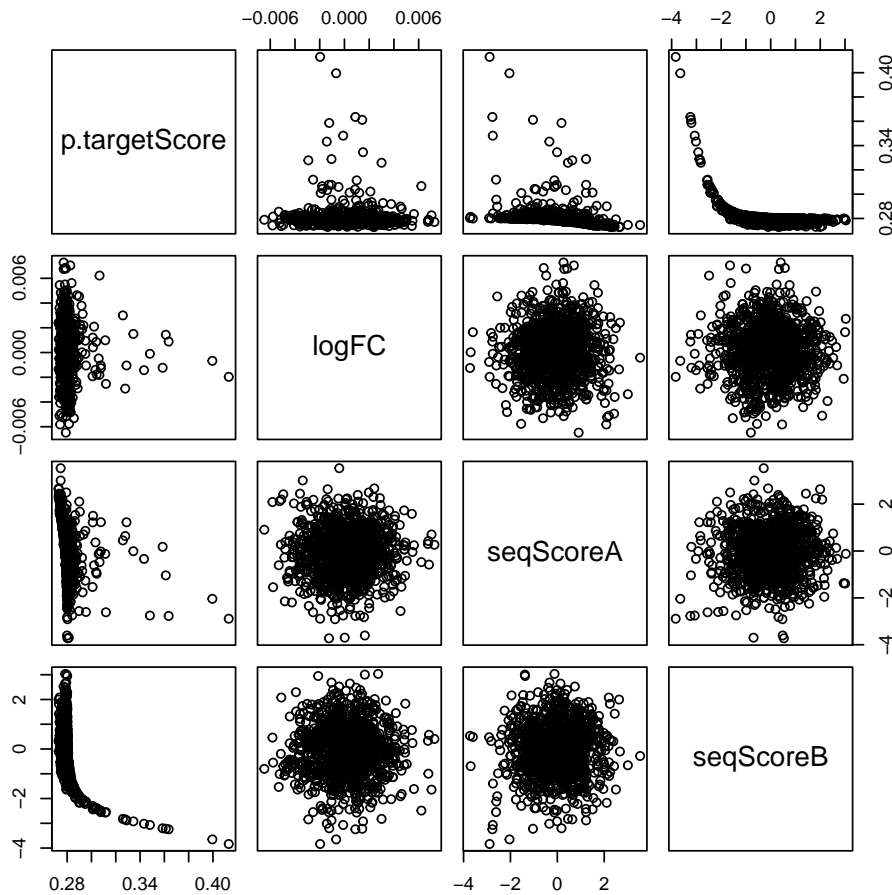 −0.006 0.000 0.006 −4 −2 0 2
p.targetScore 0.28 0.34 0.40
−0.006 0.000 0.006 logFC
seqScoreA −4 −2 0 2
−4 −2 0 2 seqScoreB
0.28 0.34 0.40 −4 −2 0 2